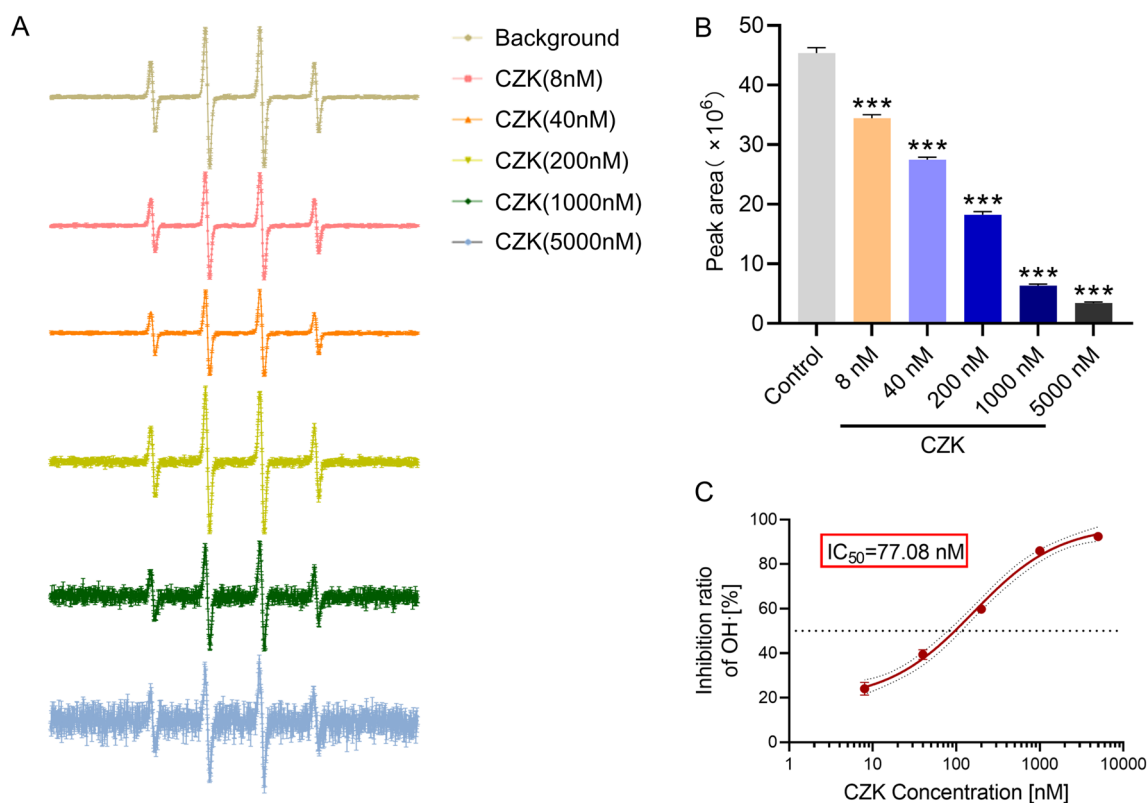 A
Background
CZK(8nM)
CZK(40nM)
CZK(200nM)
CZK(1000nM)
CZK(5000nM)
B
Peak area( ×10⁶)
50
40
30
20
10
0
***
***
***
***
***
Control
8 nM
40 nM
200 nM
1000 nM
5000 nM
CZK
C
Inhibition ratio
of OH·[%]
100
80
60
40
20
0
IC₅₀=77.08 nM
1
10
100
1000
10000
CZK Concentration [nM]